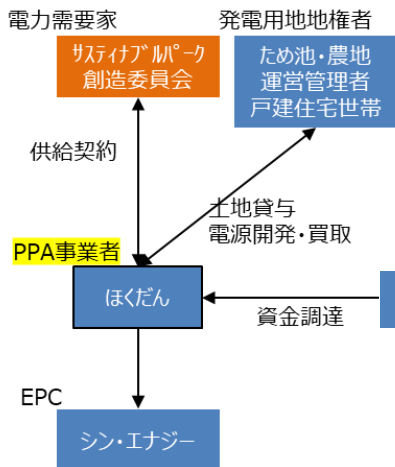 電力需要家
発電用地地権者
サスティナブルパーク
創造委員会
ため池・農地
運営管理者
戸建住宅世帯
供給契約
土地貸与
電源開発・買取
PPA事業者
ほくだん
資金調達
EPC
シン・エナジー